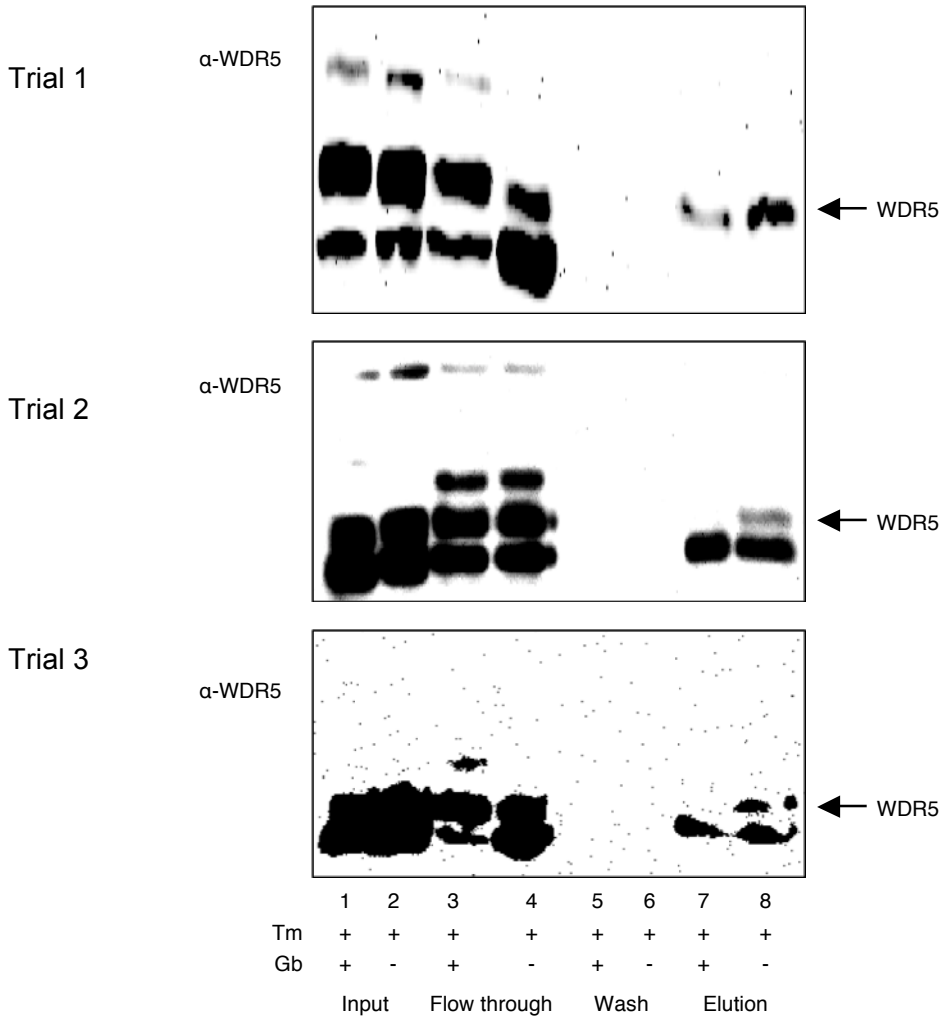 Trial 1
α-WDR5
WDR5
Trial 2
α-WDR5
WDR5
Trial 3
α-WDR5
WDR5
1 2 3 4 5 6 7 8
Tm + + + + + + + +
Gb + - + - + - + -
Input Flow through Wash Elution